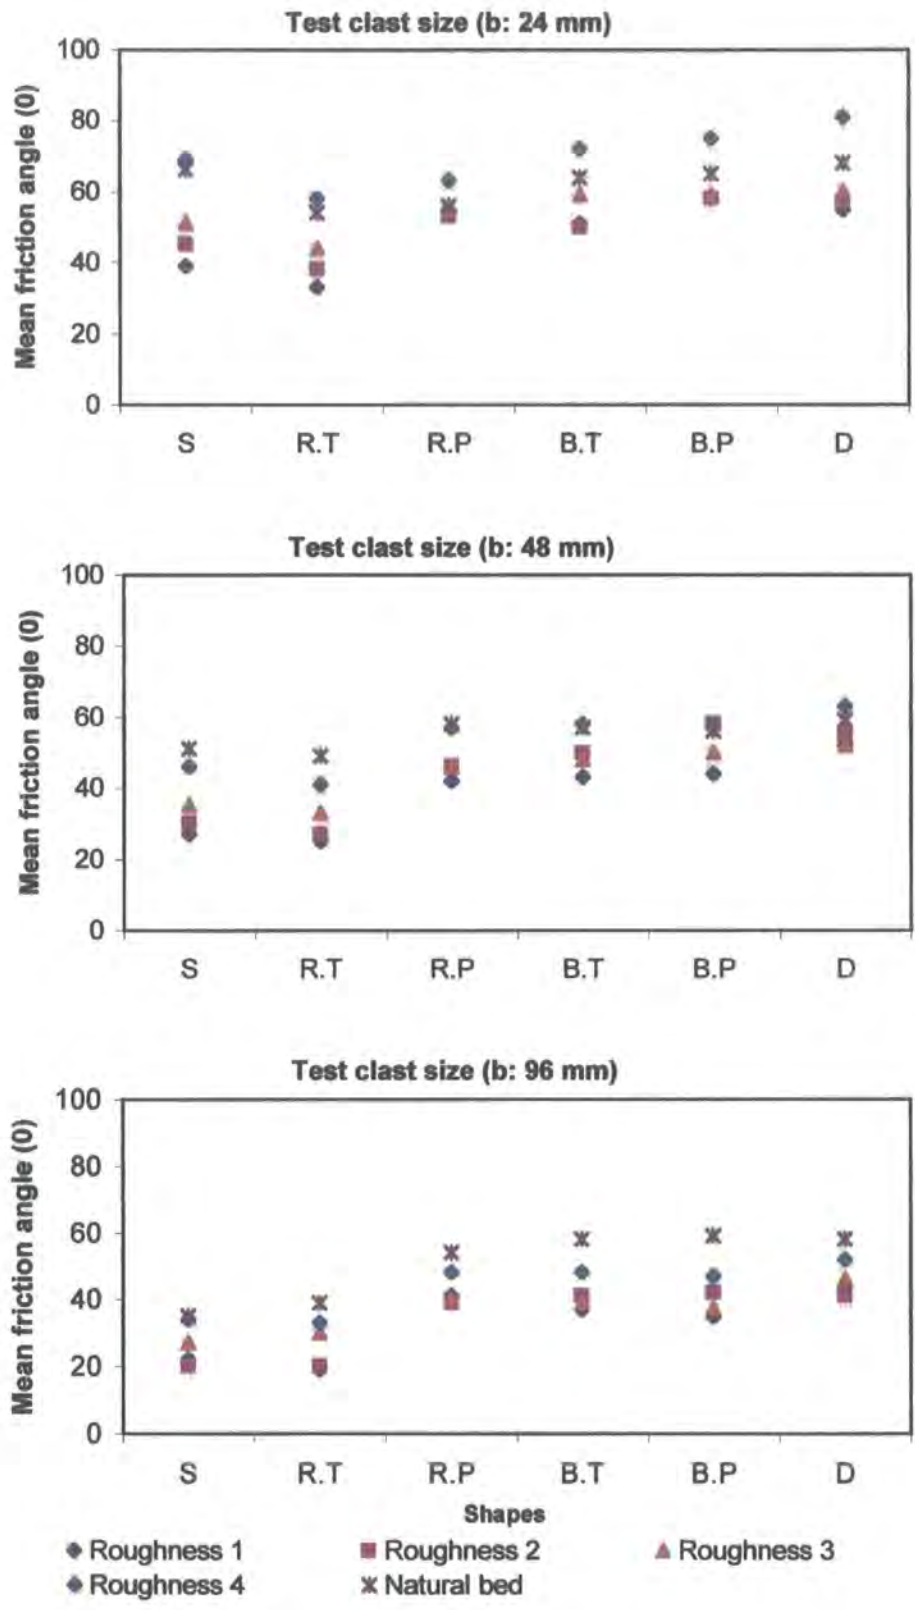 Test clast size (b: 24 mm)
Mean friction angle (0)
100
80
60
40
20
0
S R.T R.P B.T B.P D
Test clast size (b: 48 mm)
Mean friction angle (0)
100
80
60
40
20
0
S R.T R.P B.T B.P D
Test clast size (b: 96 mm)
Mean friction angle (0)
100
80
60
40
20
0
S R.T R.P B.T B.P D
Shapes
Roughness 1 Roughness 2 Roughness 3
Roughness 4 Natural bed